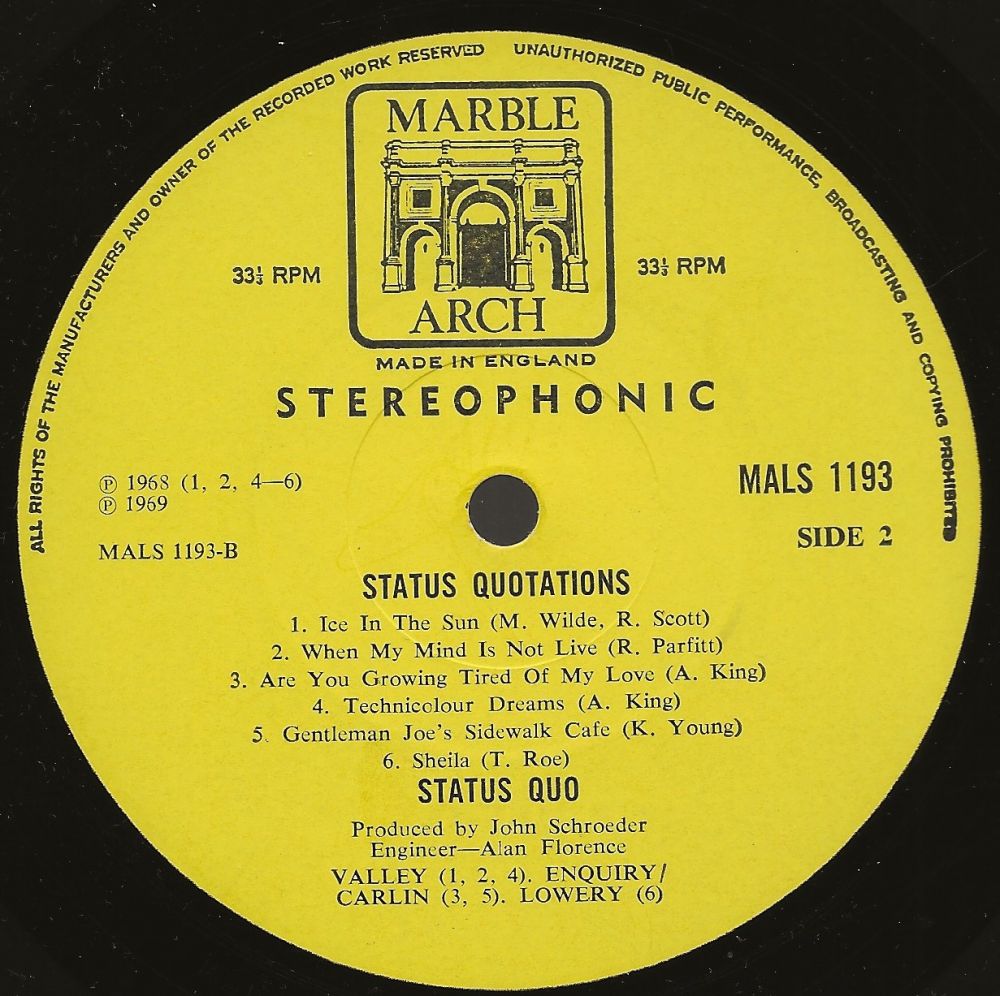 ALL RIGHTS OF THE MANUFACTURERS AND OWNER OF THE RECORDED WORK RESERVED UNAUTHORIZED PUBLIC PERFORMANCE, BROADCASTING AND COPYING PROHIBITED
MARBLE
ARCH
33⅓ RPM
33⅓ RPM
MADE IN ENGLAND
STEREOPHONIC
℗ 1968 (1, 2, 4—6)
℗ 1969
MALS 1193-B
MALS 1193
SIDE 2
STATUS QUOTATIONS
1. Ice In The Sun (M. Wilde, R. Scott)
2. When My Mind Is Not Live (R. Parfitt)
3. Are You Growing Tired Of My Love (A. King)
4. Technicolour Dreams (A. King)
5. Gentleman Joe's Sidewalk Cafe (K. Young)
6. Sheila (T. Roe)
STATUS QUO
Produced by John Schroeder
Engineer—Alan Florence
VALLEY (1, 2, 4). ENQUIRY/
CARLIN (3, 5). LOWERY (6)